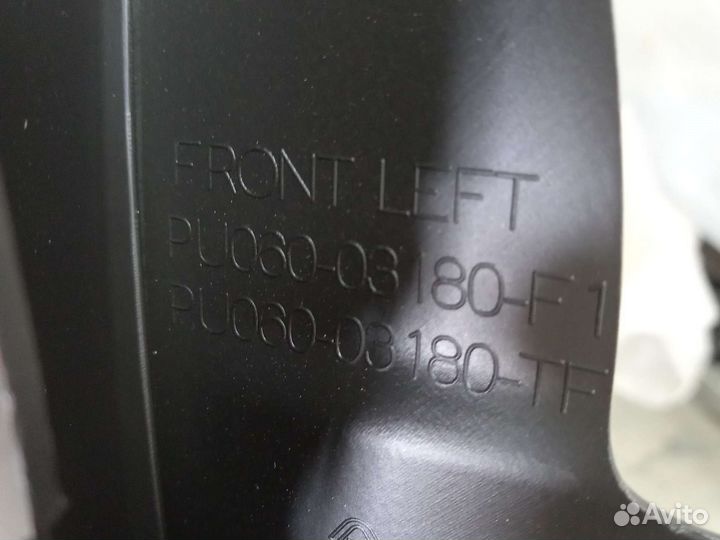 FRONT LEFT
PU060-03180-F1
PU060-03180-TF
Avito